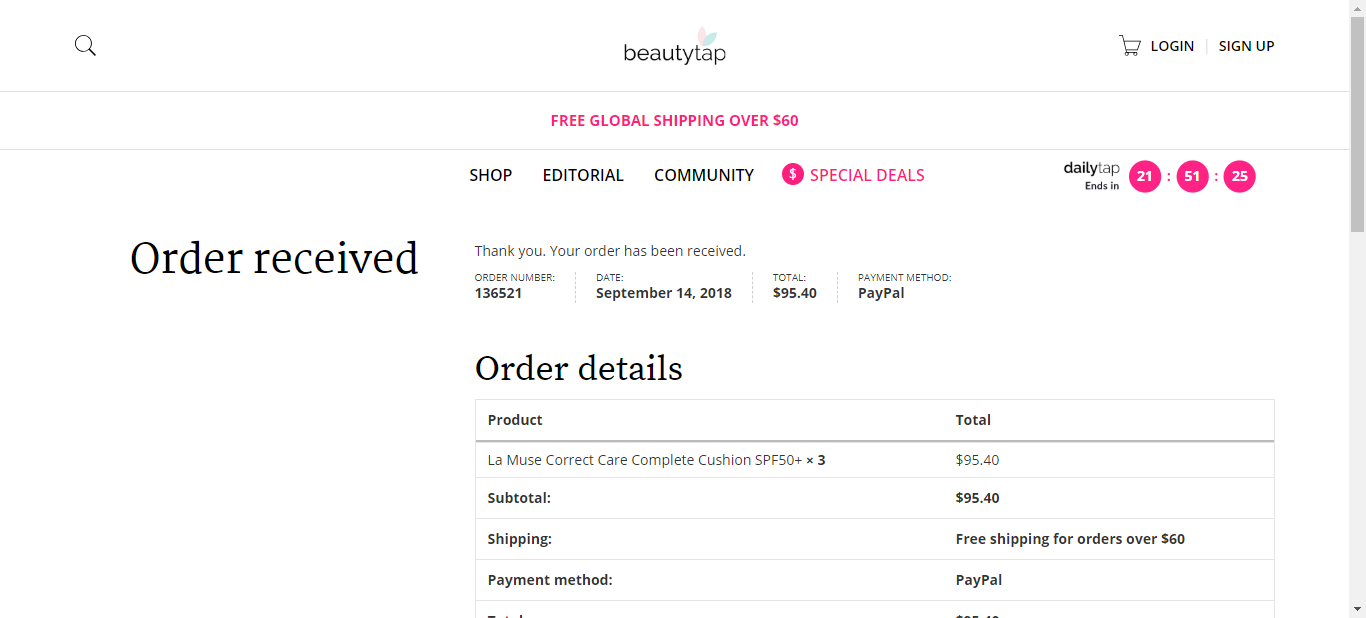 beautytap
LOGIN
SIGN UP
FREE GLOBAL SHIPPING OVER $60
SHOP EDITORIAL COMMUNITY $ SPECIAL DEALS
dailytap
Ends in
21 : 51 : 25
Order received
Thank you. Your order has been received.
ORDER NUMBER: DATE: TOTAL: PAYMENT METHOD:
136521 September 14, 2018 $95.40 PayPal
Order details
Product Total
La Muse Correct Care Complete Cushion SPF50+ × 3 $95.40
Subtotal: $95.40
Shipping: Free shipping for orders over $60
Payment method: PayPal